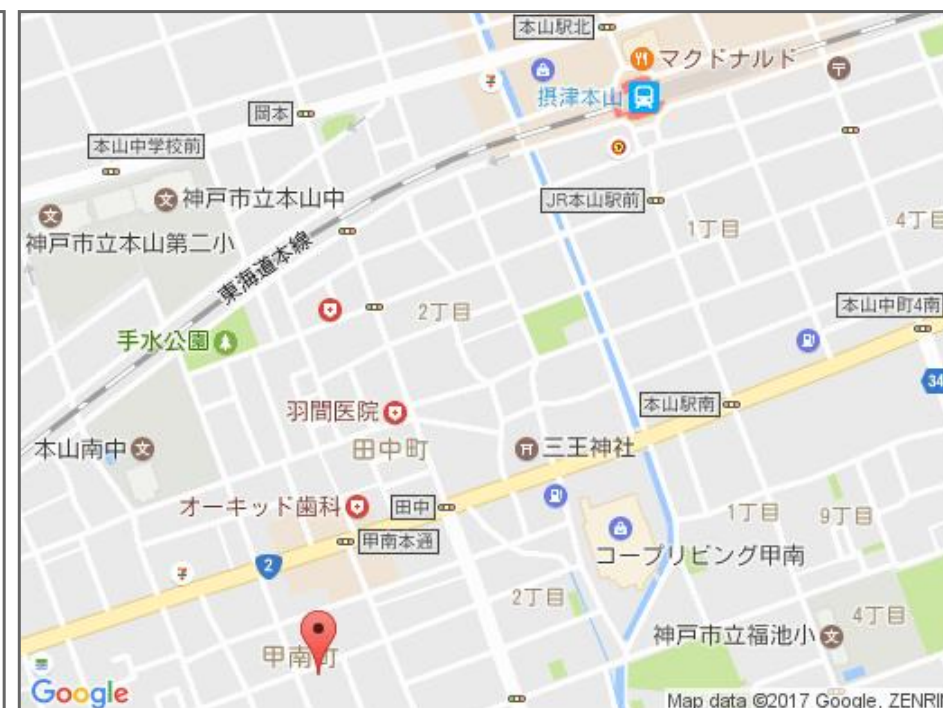 本山駅北
マクドナルド
摂津本山
岡本
本山中学校前
神戸市立本山中
JR本山駅前
神戸市立本山第二小
1丁目
4丁目
東海道本線
2丁目
本山中町4南
手水公園
34
羽間医院
本山駅南
田中町
三王神社
本山南中
オーキッド歯科
田中
1丁目
9丁目
甲南本通
コープリビング甲南
2
2丁目
4丁目
神戸市立福池小
甲南町
Google
Map data ©2017 Google, ZENRI